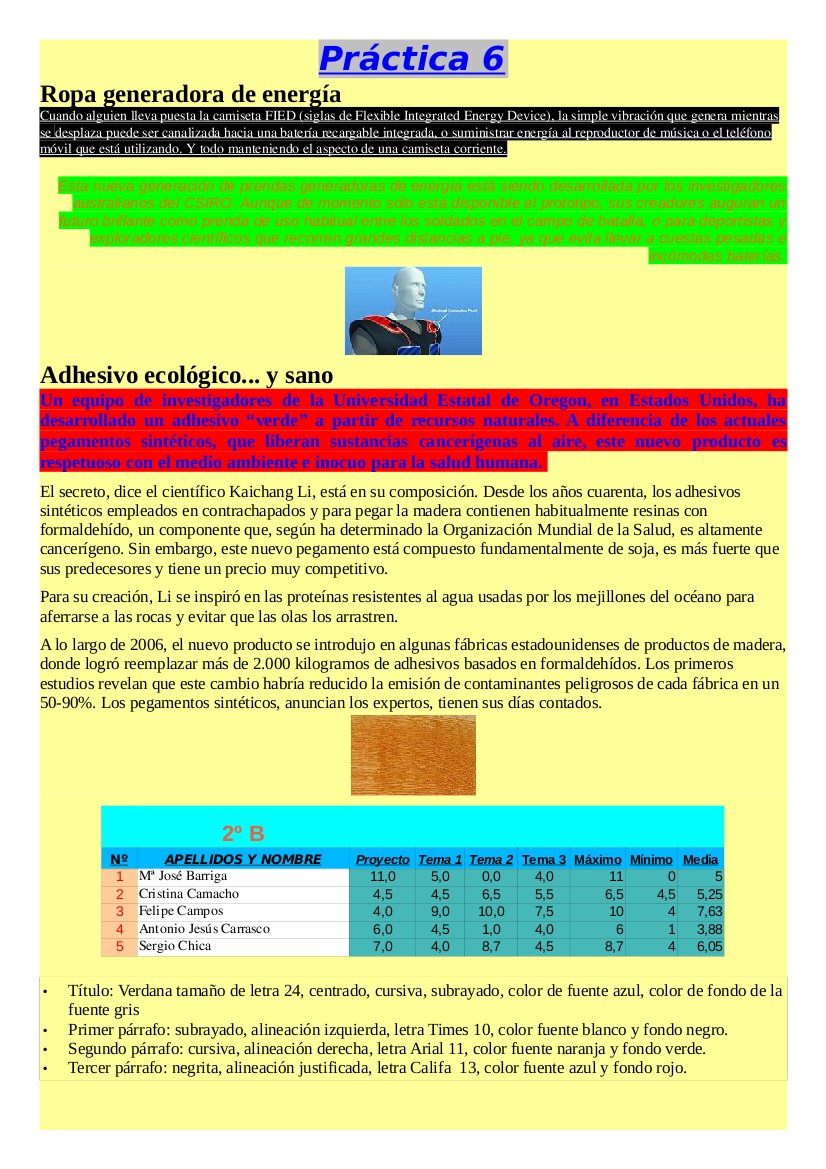 Práctica 6
Ropa generadora de energía
Cuando alguien lleva puesta la camiseta FIED (siglas de Flexible Integrated Energy Device), la simple vibración que genera mientras
se desplaza puede ser canalizada hacia una batería recargable integrada, o suministrar energía al reproductor de música o el teléfono
móvil que está utilizando. Y todo manteniendo el aspecto de una camiseta corriente.
Esta nueva generación de prendas generadoras de energía está siendo desarrollada por los investigadores
australianos del CSIRO. Aunque de momento sólo está disponible el prototipo, sus creadores auguran un
futuro brillante como prenda de uso habitual entre los soldados en el campo de batalla, o para deportistas y
exploradores científicos que recorren grandes distancias a pie, ya que evita llevar a cuestas pesadas e
incómodas baterías.
Electrical Connection Point
Adhesivo ecológico... y sano
Un equipo de investigadores de la Universidad Estatal de Oregon, en Estados Unidos, ha
desarrollado un adhesivo “verde” a partir de recursos naturales. A diferencia de los actuales
pegamentos sintéticos, que liberan sustancias cancerígenas al aire, este nuevo producto es
respetuoso con el medio ambiente e inocuo para la salud humana.
El secreto, dice el científico Kaichang Li, está en su composición. Desde los años cuarenta, los adhesivos
sintéticos empleados en contrachapados y para pegar la madera contienen habitualmente resinas con
formaldehído, un componente que, según ha determinado la Organización Mundial de la Salud, es altamente
cancerígeno. Sin embargo, este nuevo pegamento está compuesto fundamentalmente de soja, es más fuerte que
sus predecesores y tiene un precio muy competitivo.
Para su creación, Li se inspiró en las proteínas resistentes al agua usadas por los mejillones del océano para
aferrarse a las rocas y evitar que las olas los arrastren.
A lo largo de 2006, el nuevo producto se introdujo en algunas fábricas estadounidenses de productos de madera,
donde logró reemplazar más de 2.000 kilogramos de adhesivos basados en formaldehídos. Los primeros
estudios revelan que este cambio habría reducido la emisión de contaminantes peligrosos de cada fábrica en un
50-90%. Los pegamentos sintéticos, anuncian los expertos, tienen sus días contados.
2º B
Nº APELLIDOS Y NOMBRE Proyecto Tema 1 Tema 2 Tema 3 Máximo Mínimo Media
1 Mª José Barriga 11,0 5,0 0,0 4,0 11 0 5
2 Cristina Camacho 4,5 4,5 6,5 5,5 6,5 4,5 5,25
3 Felipe Campos 4,0 9,0 10,0 7,5 10 4 7,63
4 Antonio Jesús Carrasco 6,0 4,5 1,0 4,0 6 1 3,88
5 Sergio Chica 7,0 4,0 8,7 4,5 8,7 4 6,05
• Título: Verdana tamaño de letra 24, centrado, cursiva, subrayado, color de fuente azul, color de fondo de la
fuente gris
• Primer párrafo: subrayado, alineación izquierda, letra Times 10, color fuente blanco y fondo negro.
• Segundo párrafo: cursiva, alineación derecha, letra Arial 11, color fuente naranja y fondo verde.
• Tercer párrafo: negrita, alineación justificada, letra Califa 13, color fuente azul y fondo rojo.